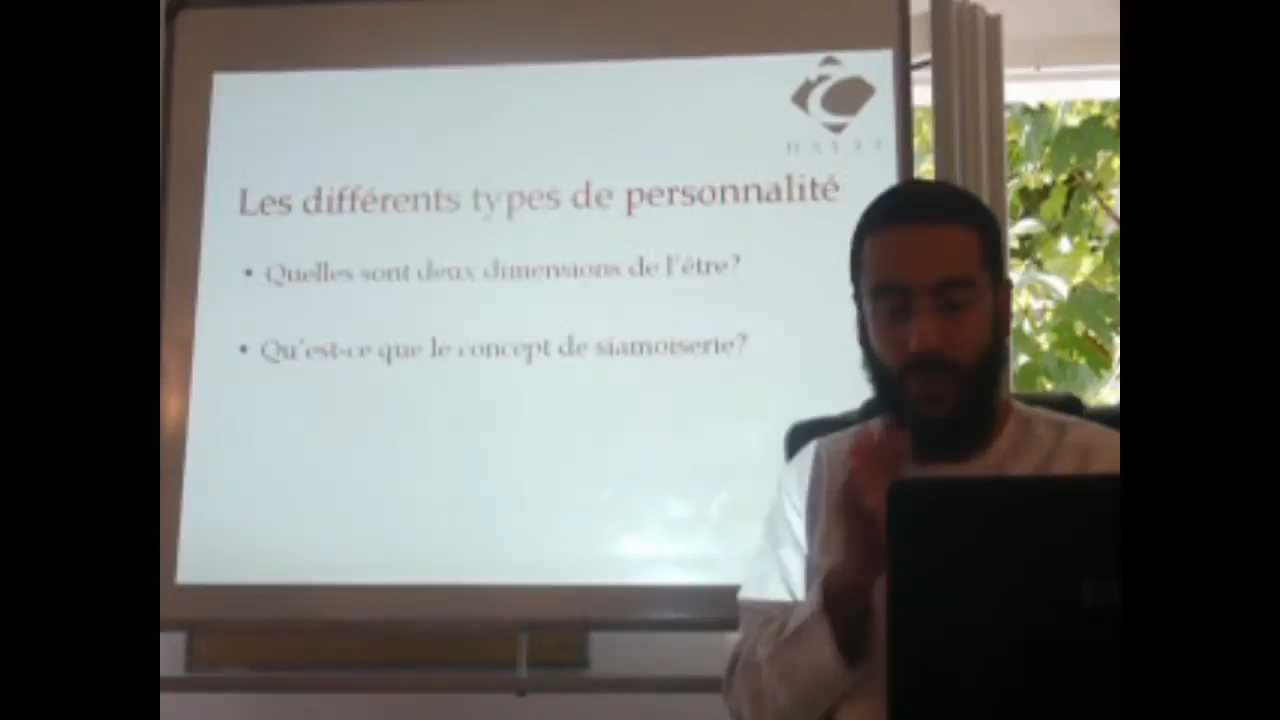 Les différents types de personnalité
• Quelles sont deux dimensions de l'être?
• Qu'est-ce que le concept de siamoiserie?